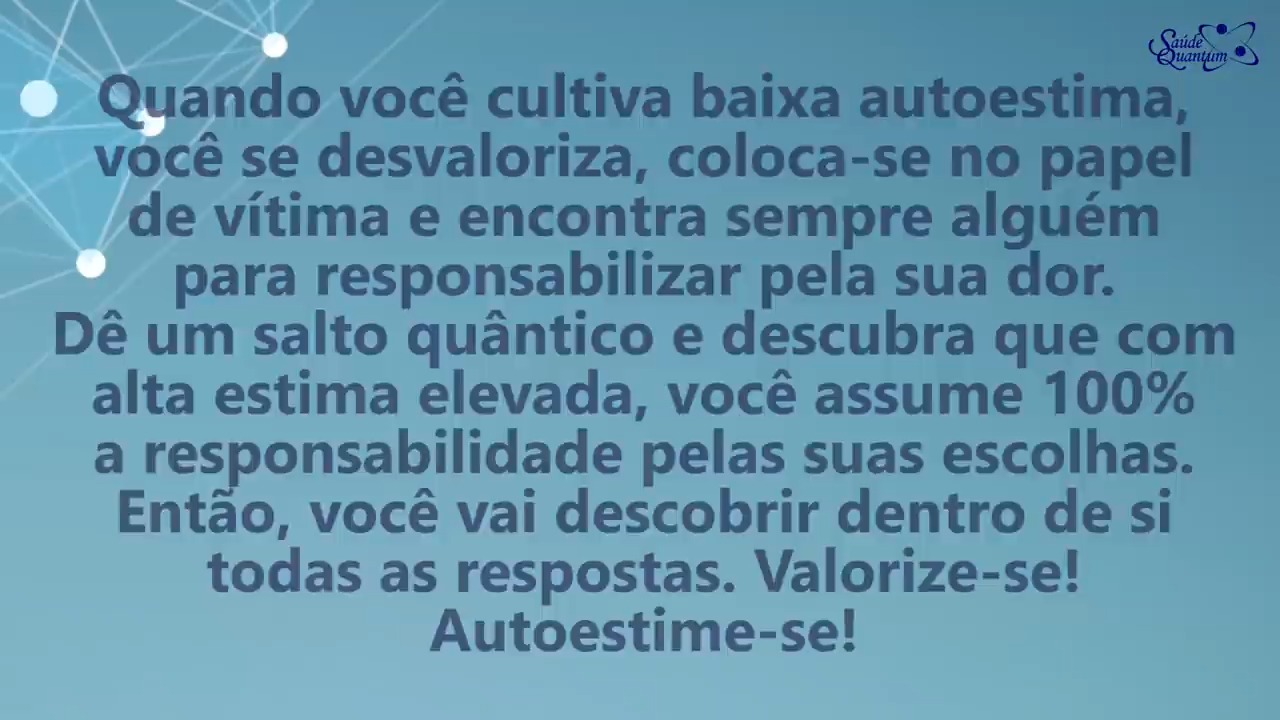 Saúde
Quantum
Quando você cultiva baixa autoestima,
você se desvaloriza, coloca-se no papel
de vítima e encontra sempre alguém
para responsabilizar pela sua dor.
Dê um salto quântico e descubra que com
alta estima elevada, você assume 100%
a responsabilidade pelas suas escolhas.
Então, você vai descobrir dentro de si
todas as respostas. Valorize-se!
Autoestime-se!